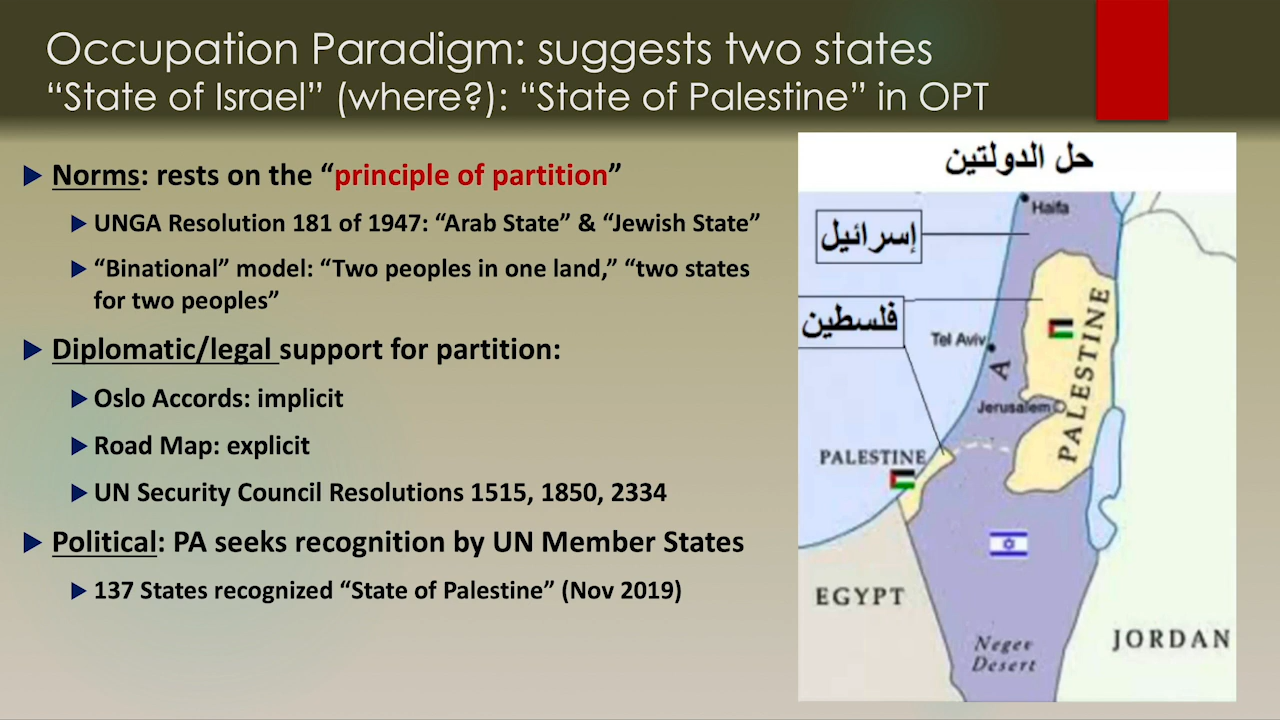 Occupation Paradigm: suggests two states
“State of Israel” (where?): “State of Palestine” in OPT
Norms: rests on the “principle of partition”
UNGA Resolution 181 of 1947: “Arab State” & “Jewish State”
“Binational” model: “Two peoples in one land,” “two states
for two peoples”
Diplomatic/legal support for partition:
Oslo Accords: implicit
Road Map: explicit
UN Security Council Resolutions 1515, 1850, 2334
Political: PA seeks recognition by UN Member States
137 States recognized “State of Palestine” (Nov 2019)
حل الدولتين
Haifa
إسرائيل
فلسطين
Tel Aviv
A
Jerusalem
PALESTINE
PALESTINE
EGYPT
Negev
Desert
JORDAN